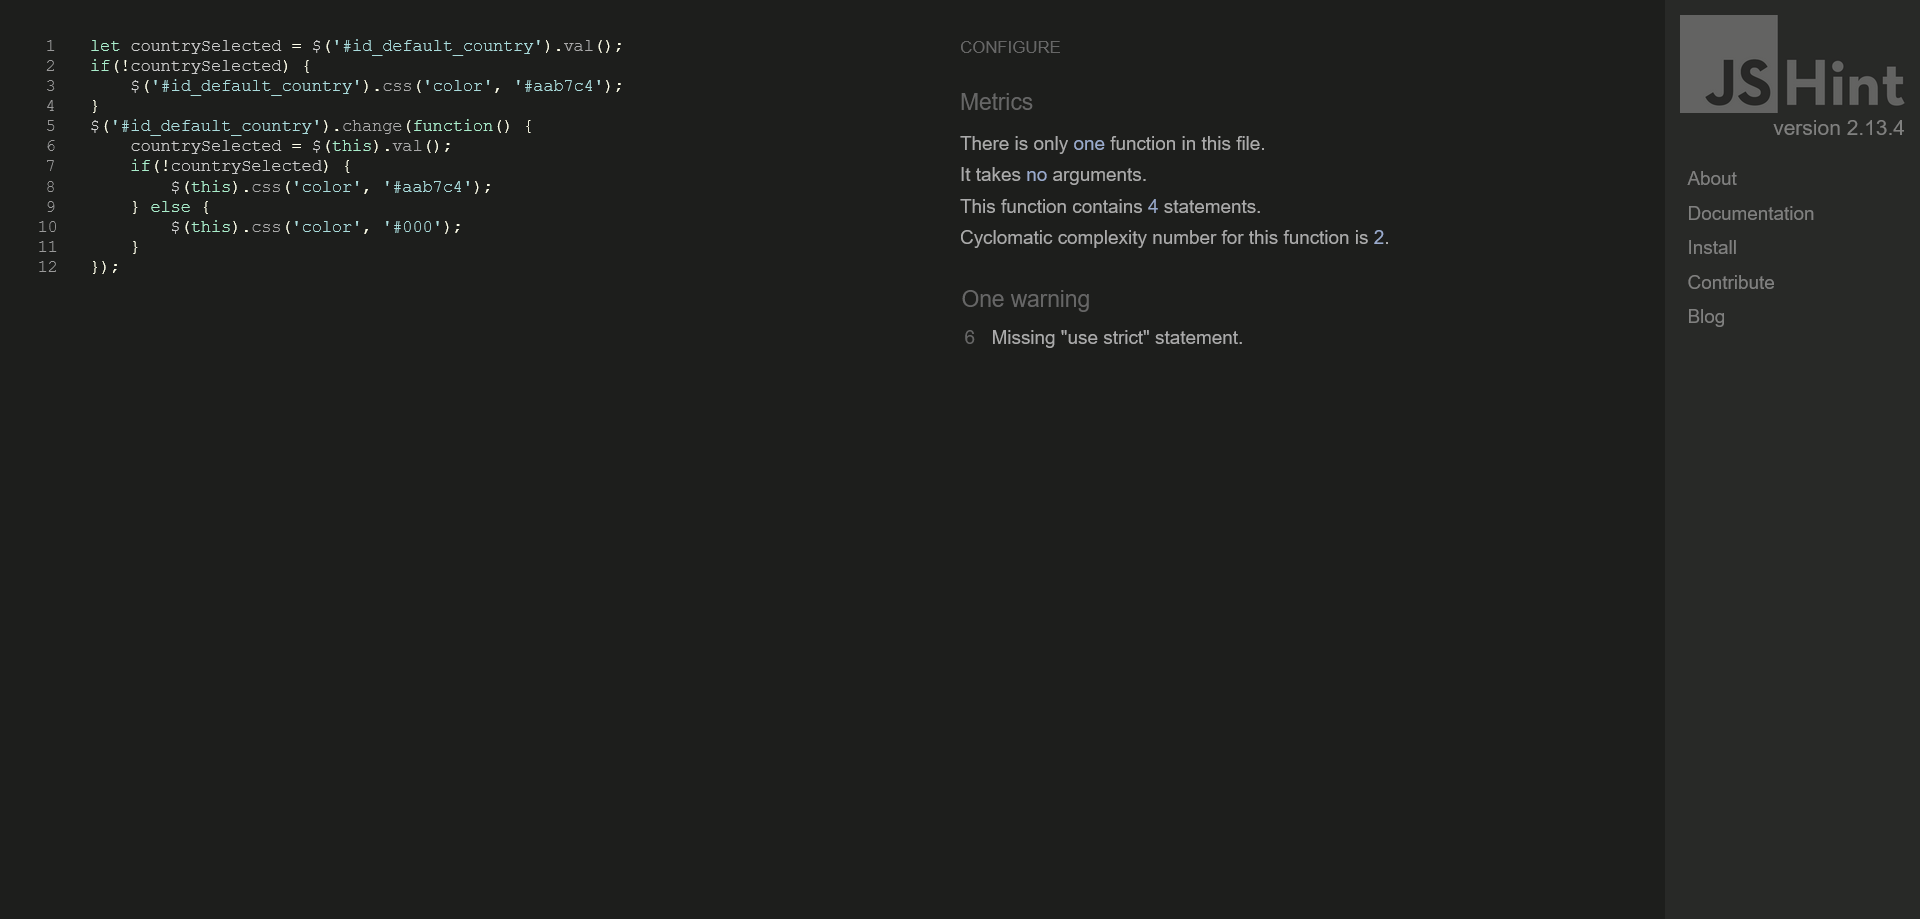 1 let countrySelected = $('#id_default_country').val();
2 if(!countrySelected) {
3 $('#id_default_country').css('color', '#aab7c4');
4 }
5 $('#id_default_country').change(function() {
6 countrySelected = $(this).val();
7 if(!countrySelected) {
8 $(this).css('color', '#aab7c4');
9 } else {
10 $(this).css('color', '#000');
11 }
12 });
CONFIGURE
Metrics
There is only one function in this file.
It takes no arguments.
This function contains 4 statements.
Cyclomatic complexity number for this function is 2.
One warning
6 Missing "use strict" statement.
JSHint
version 2.13.4
About
Documentation
Install
Contribute
Blog